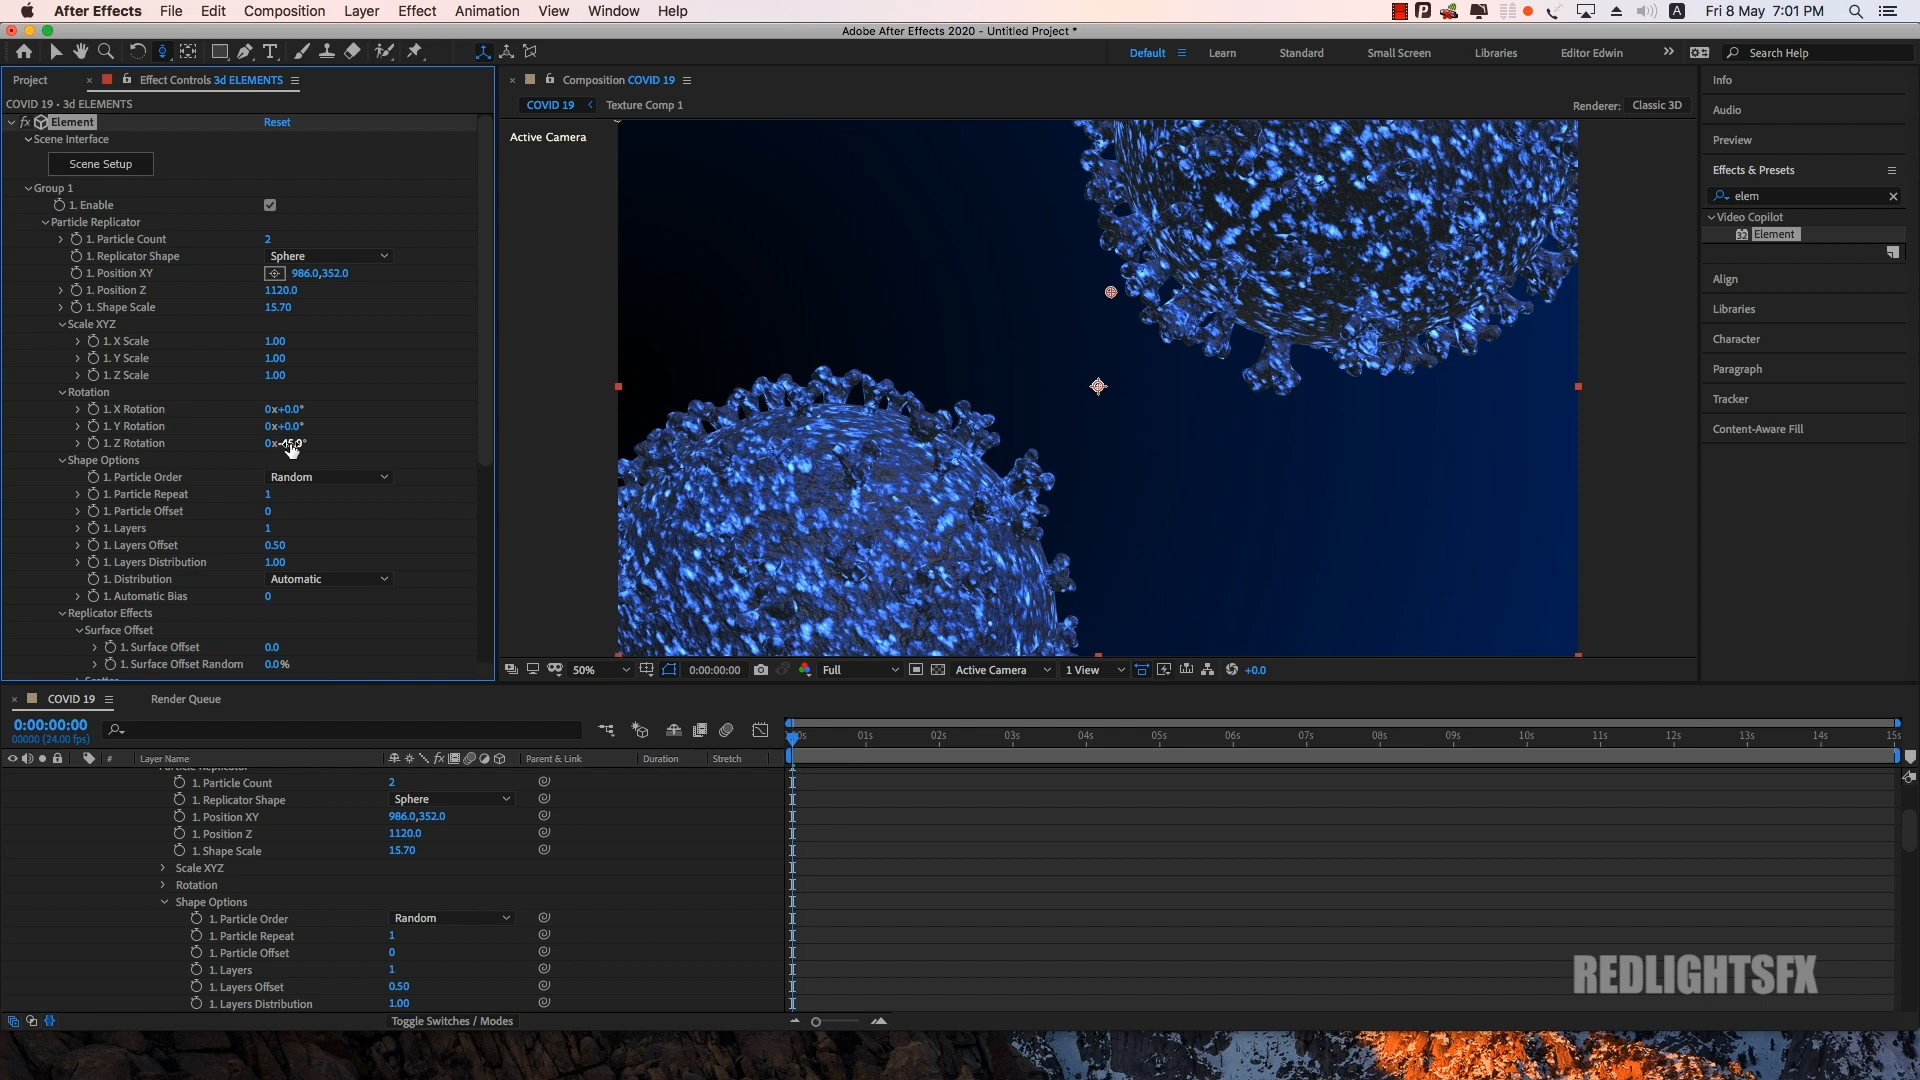 After Effects File Edit Composition Layer Effect Animation View Window Help
A Fri 8 May 7:01 PM
Adobe After Effects 2020 - Untitled Project *
Default Learn Standard Small Screen Libraries Editor Edwin Search Help
Project Effect Controls 3d ELEMENTS
COVID 19 • 3d ELEMENTS
fx Element Reset
Scene Interface
Scene Setup
Group 1
1. Enable
Particle Replicator
1. Particle Count 2
1. Replicator Shape Sphere
1. Position XY 986.0,352.0
1. Position Z 1120.0
1. Shape Scale 15.70
Scale XYZ
1. X Scale 1.00
1. Y Scale 1.00
1. Z Scale 1.00
Rotation
1. X Rotation 0x+0.0°
1. Y Rotation 0x+0.0°
1. Z Rotation
Shape Options
1. Particle Order Random
1. Particle Repeat 1
1. Particle Offset 0
1. Layers 1
1. Layers Offset 0.50
1. Layers Distribution 1.00
1. Distribution Automatic
1. Automatic Bias 0
Replicator Effects
Surface Offset
1. Surface Offset 0.0
1. Surface Offset Random 0.0%
Composition COVID 19
COVID 19 Texture Comp 1
Renderer: Classic 3D
Active Camera
50% 0:00:00:00 Full Active Camera 1 View +0.0
Info
Audio
Preview
Effects & Presets
elem
Video Copilot
32 Element
Align
Libraries
Character
Paragraph
Tracker
Content-Aware Fill
COVID 19 Render Queue
0:00:00:00
00000 (24.00 fps)
# Layer Name fx Parent & Link Duration Stretch
01s 02s 03s 04s 05s 06s 07s 08s 09s 10s 11s 12s 13s 14s 15s
1. Particle Count 2
1. Replicator Shape Sphere
1. Position XY 986.0,352.0
1. Position Z 1120.0
1. Shape Scale 15.70
Scale XYZ
Rotation
Shape Options
1. Particle Order Random
1. Particle Repeat 1
1. Particle Offset 0
1. Layers 1
1. Layers Offset 0.50
1. Layers Distribution 1.00
Toggle Switches / Modes
REDLIGHTSFX